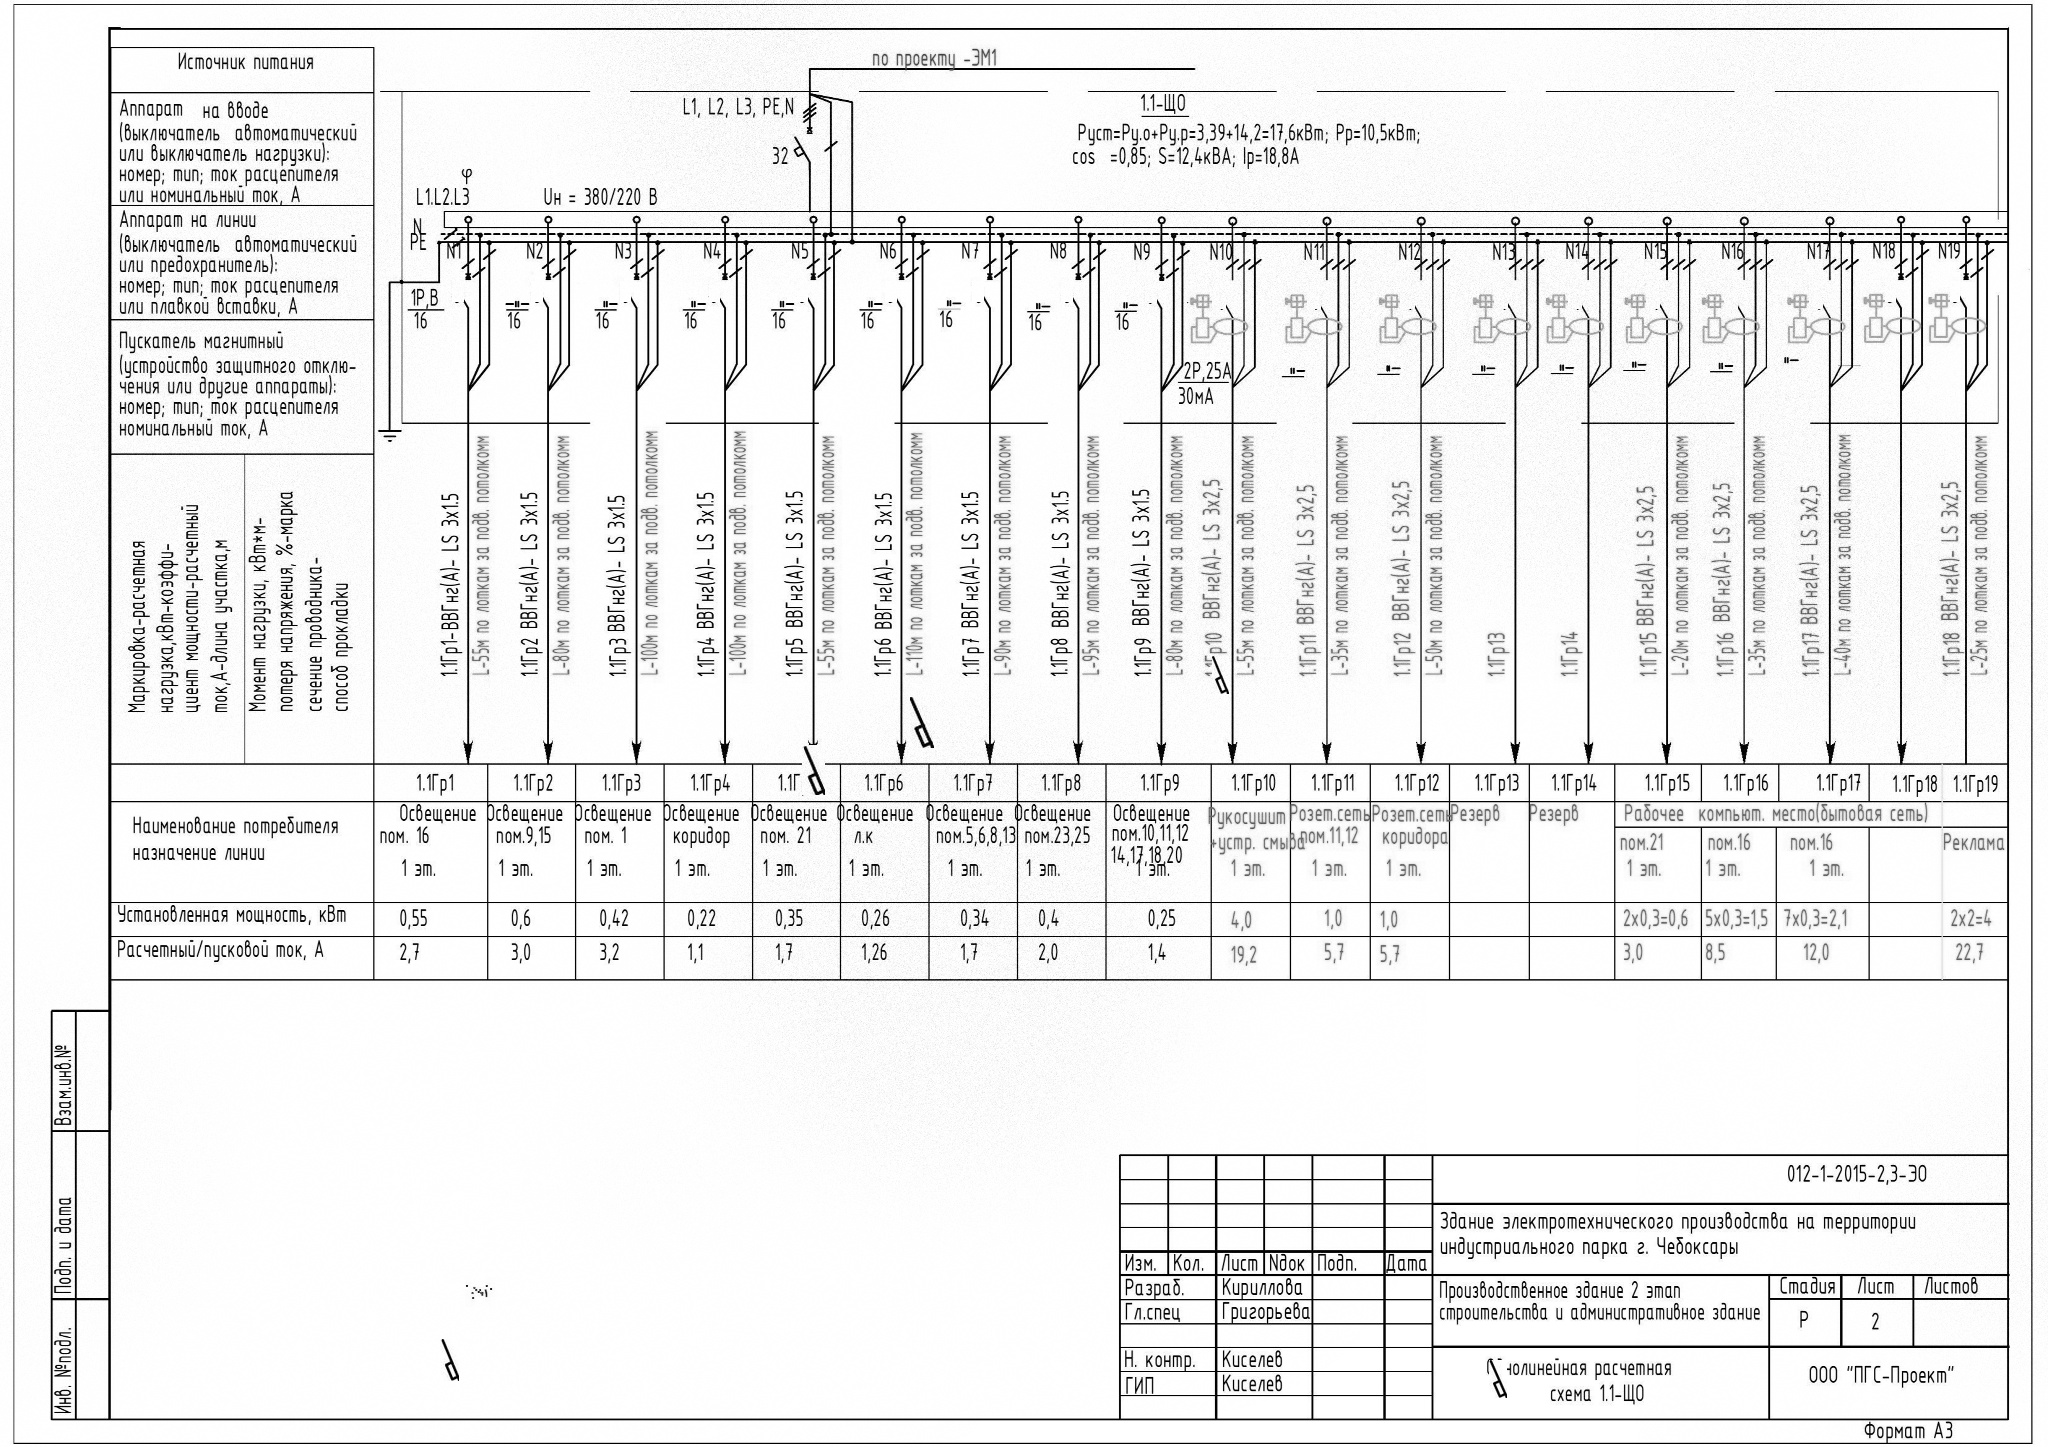 Источник питания
Аппарат на вводе
(выключатель автоматический
или выключатель нагрузки):
номер; тип; ток расцепителя
или номинальный ток, А
Аппарат на линии
(выключатель автоматический
или предохранитель):
номер; тип; ток расцепителя
или плавкой вставки, А
Пускатель магнитный
(устройство защитного отклю-
чения или другие аппараты):
номер; тип; ток расцепителя
номинальный ток, А
Маркировка-расчетная
нагрузка,кВт-коэффи-
циент мощности-расчетный
ток,А-длина участка,м
Момент нагрузки, кВт*м-
потеря напряжения, %-марка
сечение проводника-
способ прокладки
по проекту -ЭМ1
L1, L2, L3, PE,N
32
1.1-ЩО
Руст=Ру.о+Ру.р=3,39+14,2=17,6кВт; Рр=10,5кВт;
cos =0,85; S=12,4кВА; Iр=18,8А
φ
L1.L2.L3
Uн = 380/220 В
N
PE
N1 N2 N3 N4 N5 N6 N7 N8 N9 N10 N11 N12 N13 N14 N15 N16 N17 N18 N19
1Р,В
16 16 16 16 16 16 16 16 16
2Р,25А
30мА
1.1Гр1-ВВГнг(А)- LS 3х1.5
L-55м по лоткам за подв. потолкомм
1.1Гр2 ВВГнг(А)- LS 3х1.5
L-80м по лоткам за подв. потолкомм
1.1Гр3 ВВГнг(А)- LS 3х1.5
L-100м по лоткам за подв. потолкомм
1.1Гр4 ВВГнг(А)- LS 3х1.5
L-100м по лоткам за подв. потолкомм
1.1Гр5 ВВГнг(А)- LS 3х1.5
L-55м по лоткам за подв. потолкомм
1.1Гр6 ВВГнг(А)- LS 3х1.5
L-110м по лоткам за подв. потолкомм
1.1Гр7 ВВГнг(А)- LS 3х1.5
L-90м по лоткам за подв. потолкомм
1.1Гр8 ВВГнг(А)- LS 3х1.5
L-95м по лоткам за подв. потолкомм
1.1Гр9 ВВГнг(А)- LS 3х1.5
L-80м по лоткам за подв. потолкомм
1.1Гр10 ВВГнг(А)- LS 3х2,5
L-55м по лоткам за подв. потолкомм
1.1Гр11 ВВГнг(А)- LS 3х2,5
L-35м по лоткам за подв. потолкомм
1.1Гр12 ВВГнг(А)- LS 3х2,5
L-50м по лоткам за подв. потолкомм
1.1Гр13
1.1Гр14
1.1Гр15 ВВГнг(А)- LS 3х2,5
L-20м по лоткам за подв. потолкомм
1.1Гр16 ВВГнг(А)- LS 3х2,5
L-35м по лоткам за подв. потолкомм
1.1Гр17 ВВГнг(А)- LS 3х2,5
L-40м по лоткам за подв. потолкомм
1.1Гр18 ВВГнг(А)- LS 3х2,5
L-25м по лоткам за подв. потолкомм
1.1Гр1 1.1Гр2 1.1Гр3 1.1Гр4 1.1Г 1.1Гр6 1.1Гр7 1.1Гр8 1.1Гр9 1.1Гр10 1.1Гр11 1.1Гр12 1.1Гр13 1.1Гр14 1.1Гр15 1.1Гр16 1.1Гр17 1.1Гр18 1.1Гр19
Наименование потребителя
назначение линии
Освещение
пом. 16
1 эт.
Освещение
пом.9,15
1 эт.
Освещение
пом. 1
1 эт.
Освещение
коридор
1 эт.
Освещение
пом. 21
1 эт.
Освещение
л.к
1 эт.
Освещение
пом.5,6,8,13
1 эт.
Освещение
пом.23,25
1 эт.
Освещение
пом.10,11,12
14,17,18,20
1 эт.
Рукосушит
+устр. смыва
1 эт.
Розет.сеть
пом.11,12
1 эт.
Розет.сеть
коридора
1 эт.
Резерв
Резерв
Рабочее компьют. место(бытовая сеть)
пом.21
1 эт.
пом.16
1 эт.
пом.16
1 эт.
Реклама
Установленная мощность, кВт 0,55 0,6 0,42 0,22 0,35 0,26 0,34 0,4 0,25 4,0 1,0 1,0 2х0,3=0,6 5х0,3=1,5 7х0,3=2,1 2х2=4
Расчетный/пусковой ток, А 2,7 3,0 3,2 1,1 1,7 1,26 1,7 2,0 1,4 19,2 5,7 5,7 3,0 8,5 12,0 22,7
Взам.инв.№
Подп. и дата
Инв. №подл.
012-1-2015-2,3-ЭО
Здание электротехнического производства на территории
индустриального парка г. Чебоксары
Изм. Кол. Лист Nдок Подп. Дата
Разраб. Кириллова
Гл.спец Григорьева
Н. контр. Киселев
ГИП Киселев
Производственное здание 2 этап
строительства и административное здание
Стадия Лист Листов
Р 2
нолинейная расчетная
схема 1.1-ЩО
ООО "ПГС-Проект"
Формат А3